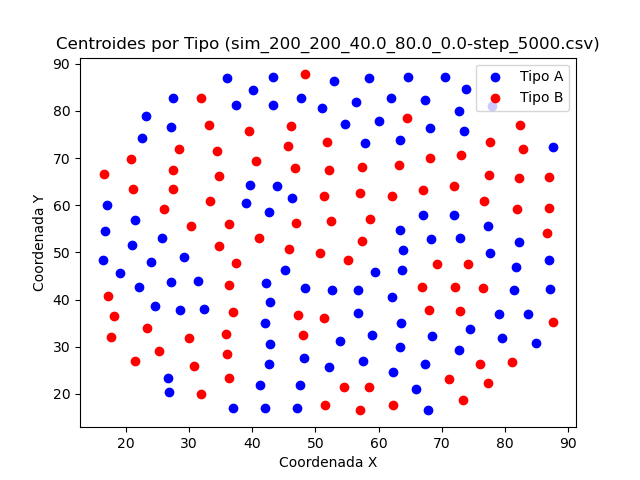 Centroides por Tipo (sim_200_200_40.0_80.0_0.0-step_5000.csv)
Tipo A
Tipo B
90
80
70
60
50
40
30
20
Coordenada Y
20 30 40 50 60 70 80 90
Coordenada X